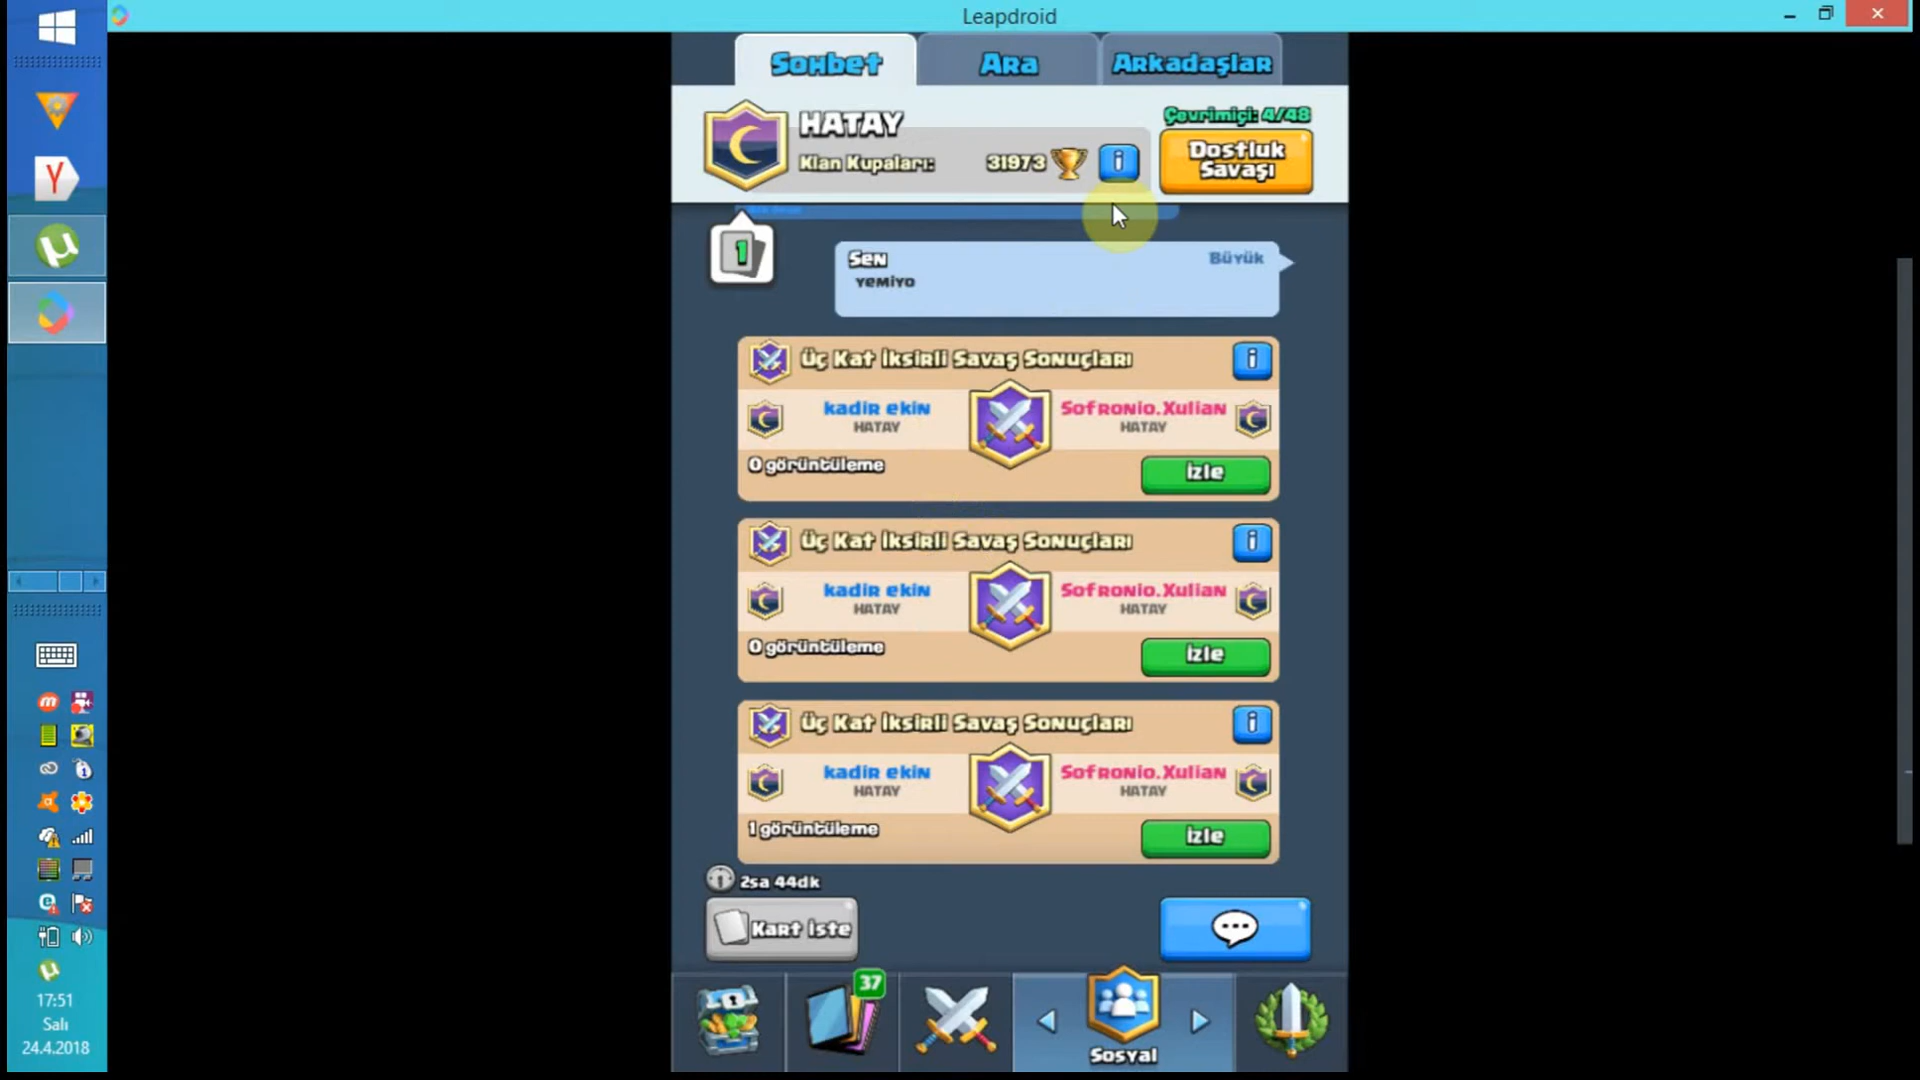 Leapdroid
Sohbet
Ara
Arkadaşlar
HATAY
Klan Kupaları:
31973
i
Çevrimiçi: 4/48
Dostluk
Savaşı
1
Sen
Büyük
YEMİYO
Üç Kat İksirli Savaş Sonuçları
i
kadir ekin
HATAY
Sofronio.Xulian
HATAY
0 görüntüleme
İzle
Üç Kat İksirli Savaş Sonuçları
i
kadir ekin
HATAY
Sofronio.Xulian
HATAY
0 görüntüleme
İzle
Üç Kat İksirli Savaş Sonuçları
i
kadir ekin
HATAY
Sofronio.Xulian
HATAY
1 görüntüleme
İzle
2sa 44dk
Kart İste
37
Sosyal
17:51
Salı
24.4.2018